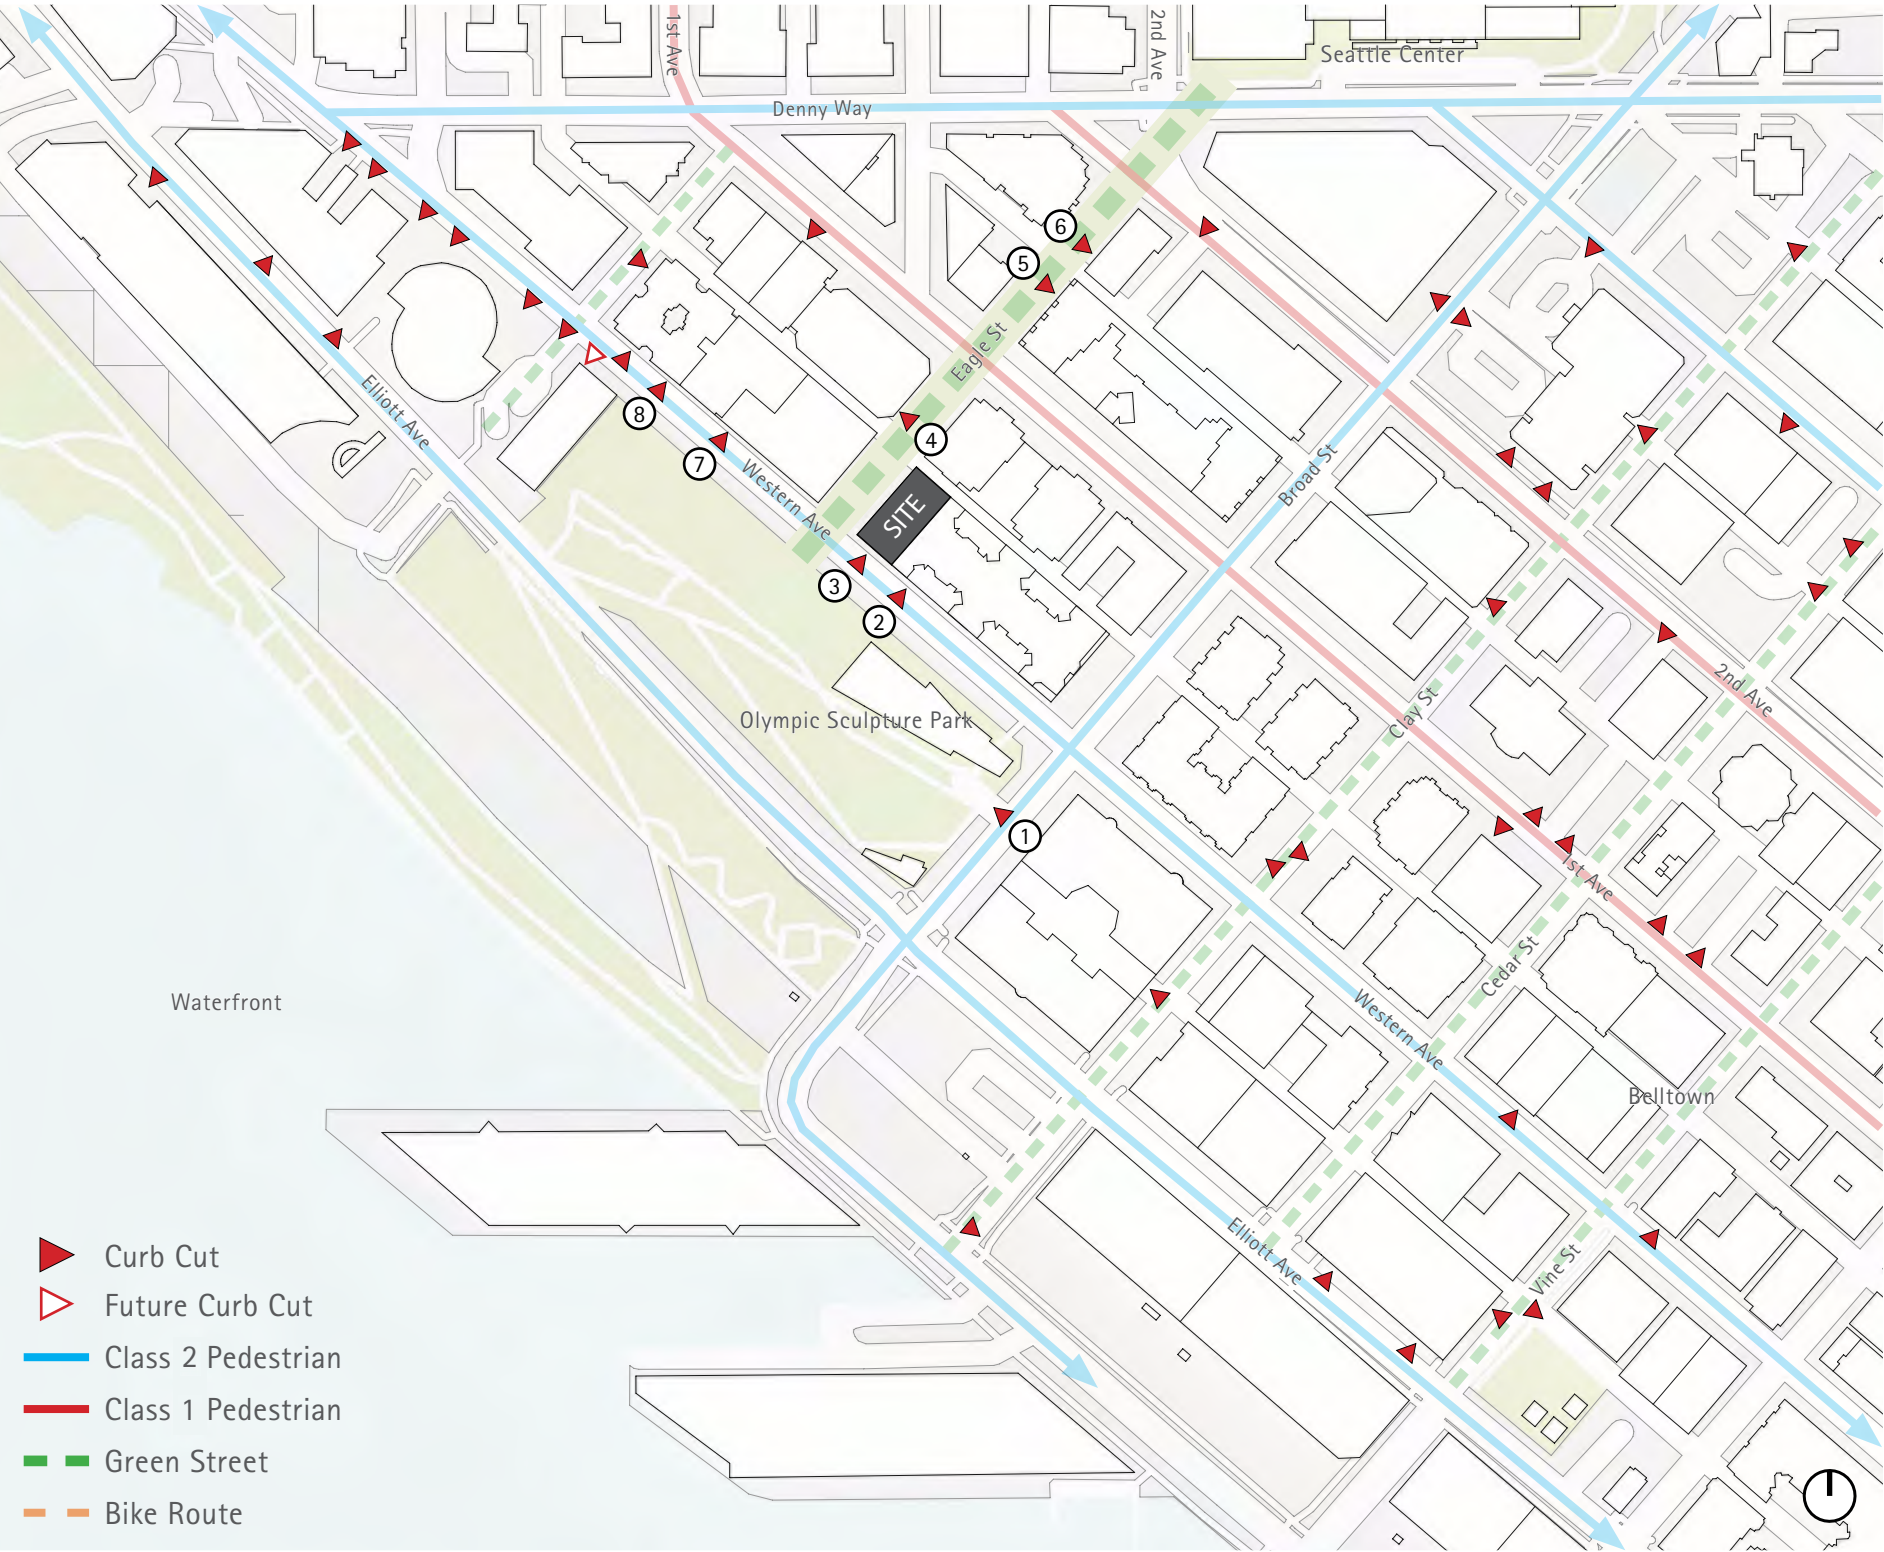 1st Ave
2nd Ave
Seattle Center
Denny Way
6
5
Eagle St
Elliott Ave
8
4
7
Western Ave
SITE
Broad St
3
2
Clay St
2nd Ave
Olympic Sculpture Park
1
1st Ave
Cedar St
Waterfront
Western Ave
Belltown
Elliott Ave
Vine St
Curb Cut
Future Curb Cut
Class 2 Pedestrian
Class 1 Pedestrian
Green Street
Bike Route